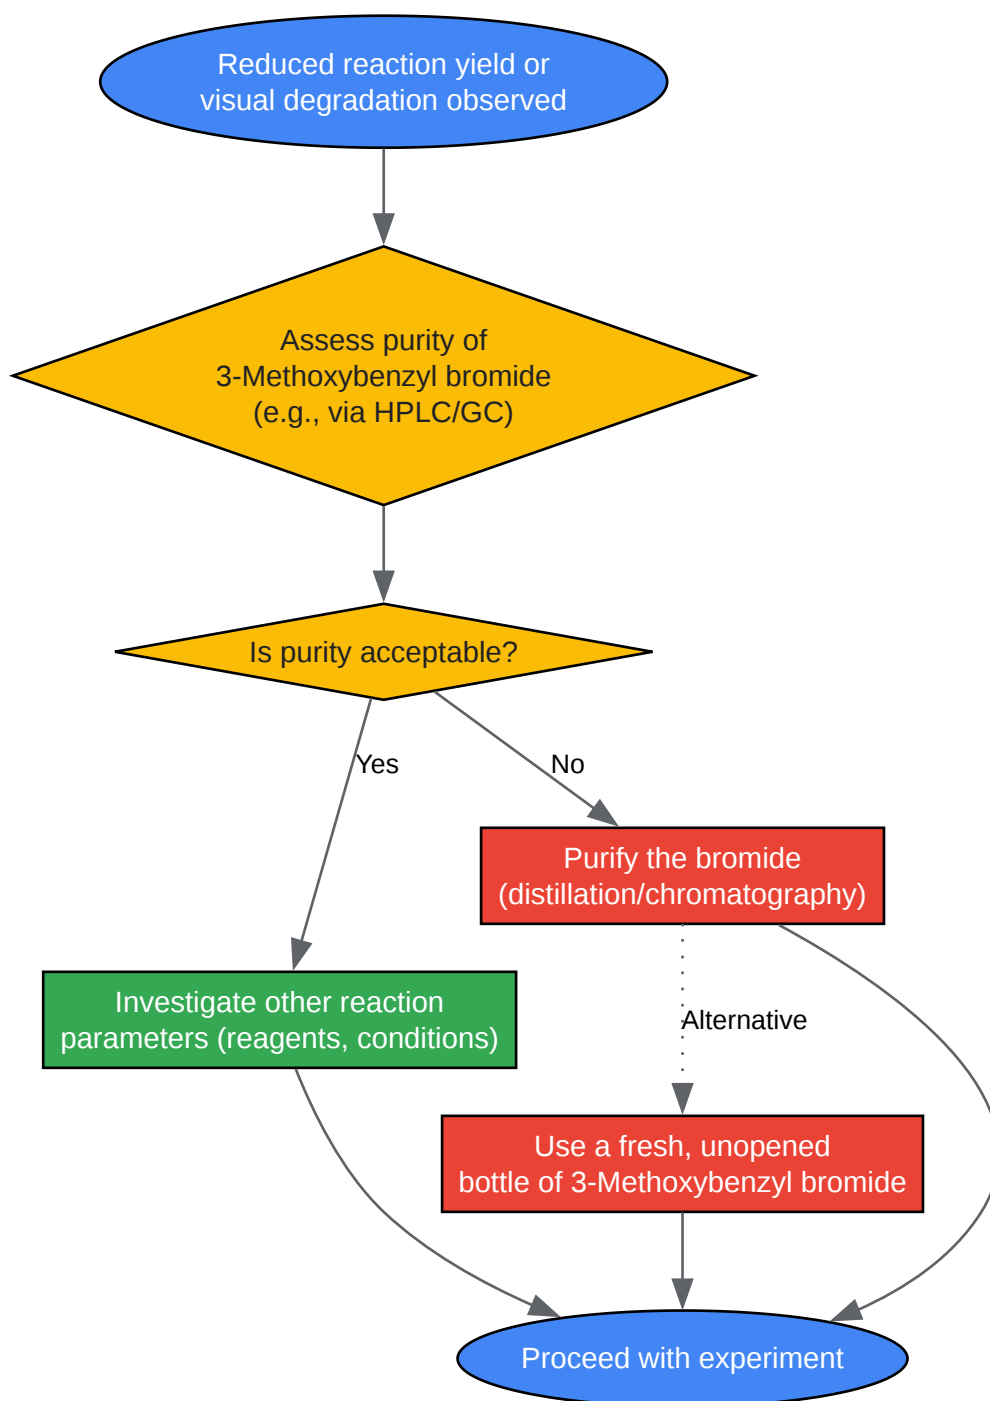 Reduced reaction yield or
visual degradation observed
Assess purity of
3-Methoxybenzyl bromide
(e.g., via HPLC/GC)
Is purity acceptable?
Yes
No
Purify the bromide
(distillation/chromatography)
Investigate other reaction
parameters (reagents, conditions)
Alternative
Use a fresh, unopened
bottle of 3-Methoxybenzyl bromide
Proceed with experiment